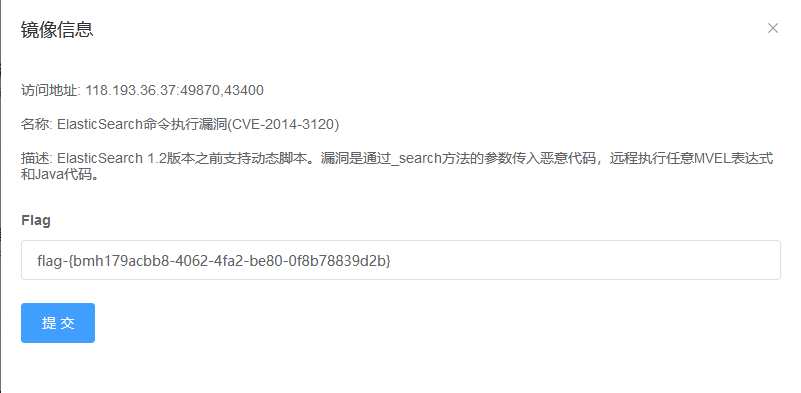 镜像信息
访问地址: 118.193.36.37:49870,43400
名称: ElasticSearch命令执行漏洞(CVE-2014-3120)
描述: ElasticSearch 1.2版本之前支持动态脚本。漏洞是通过_search方法的参数传入恶意代码，远程执行任意MVEL表达式
和Java代码。
Flag
flag-{bmh179acbb8-4062-4fa2-be80-0f8b78839d2b}
提 交